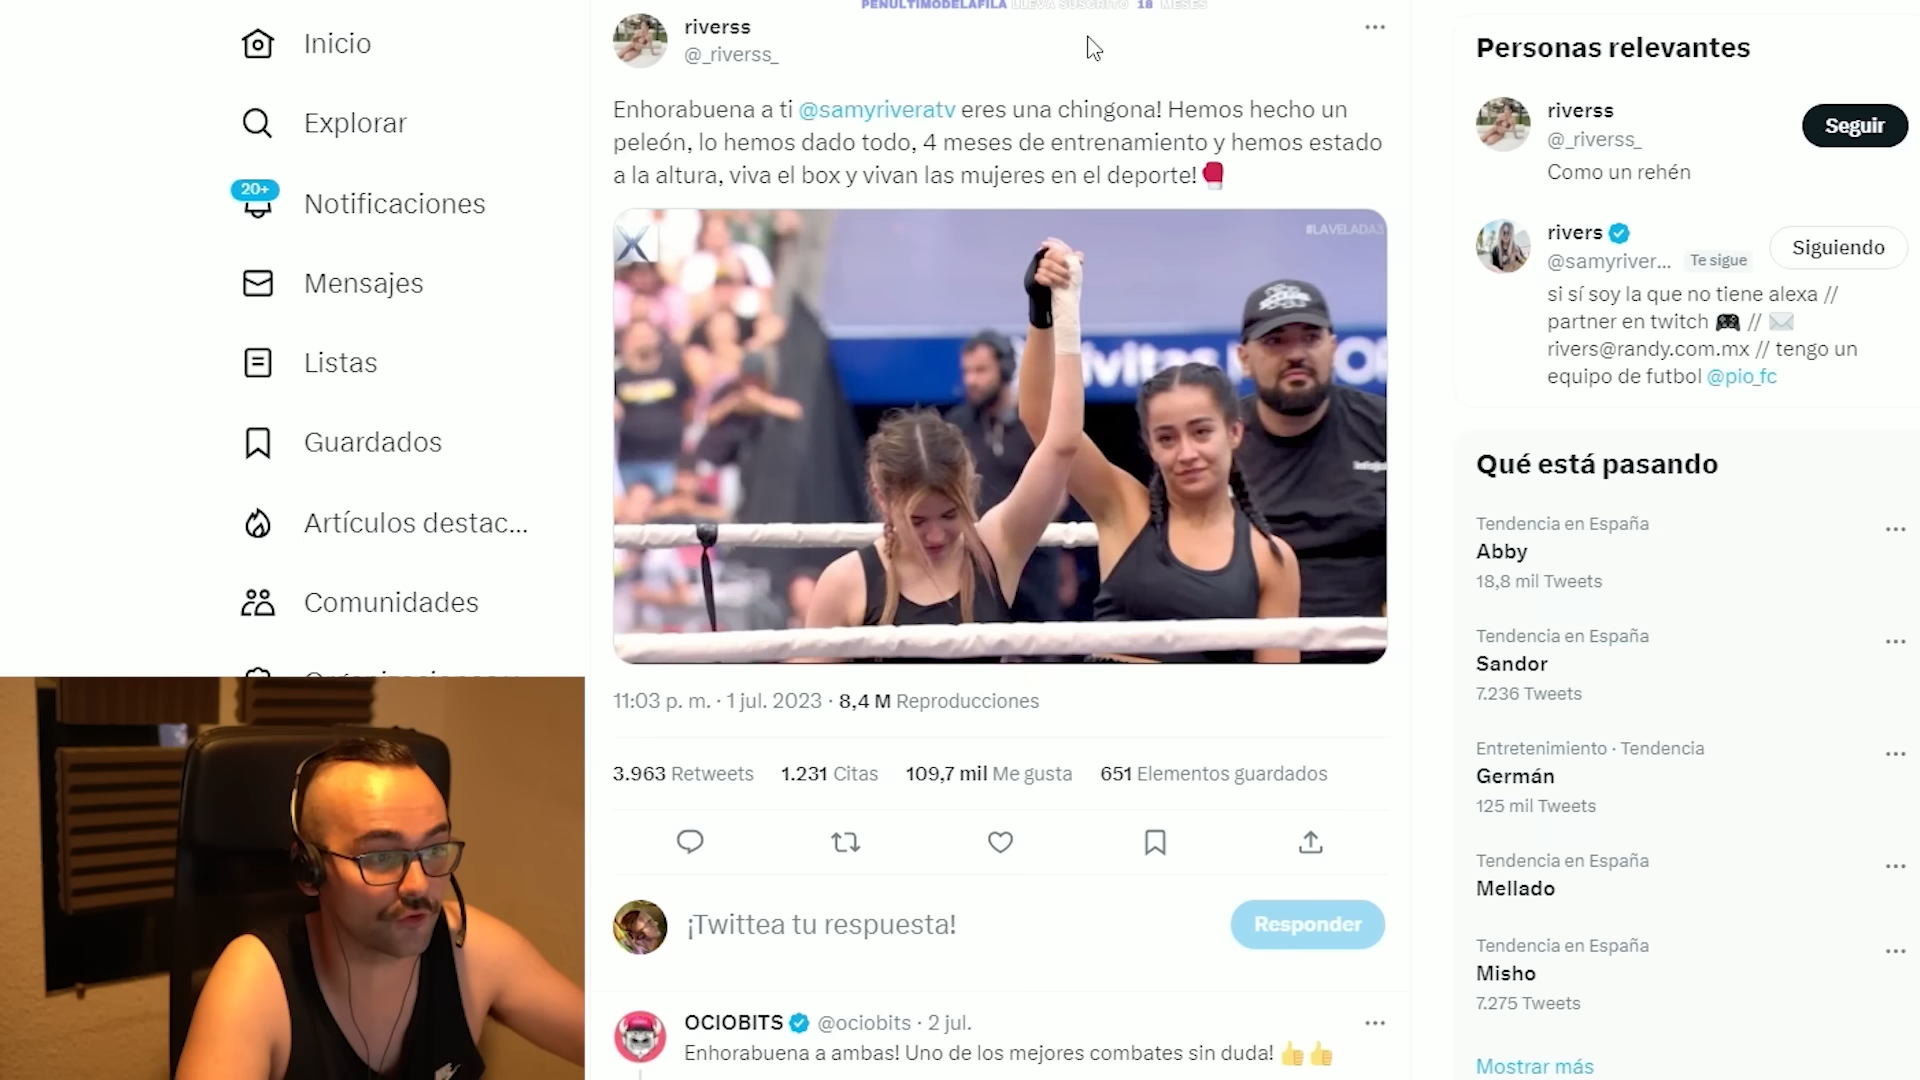 PENULTIMODELAFILA LLEVA SUSCRITO 18 MESES
Inicio
Explorar
20+
Notificaciones
Mensajes
Listas
Guardados
Artículos destac...
Comunidades
riverss
@_riverss_
Enhorabuena a ti @samyriveratv eres una chingona! Hemos hecho un
peleón, lo hemos dado todo, 4 meses de entrenamiento y hemos estado
a la altura, viva el box y vivan las mujeres en el deporte!
#LAVELADA3
11:03 p. m. · 1 jul. 2023 · 8,4 M Reproducciones
3.963 Retweets 1.231 Citas 109,7 mil Me gusta 651 Elementos guardados
¡Twittea tu respuesta!
Responder
OCIOBITS @ociobits · 2 jul.
Enhorabuena a ambas! Uno de los mejores combates sin duda!
Personas relevantes
riverss
@_riverss_
Seguir
Como un rehén
rivers
@samyriver... Te sigue
Siguiendo
si sí soy la que no tiene alexa //
partner en twitch // 
rivers@randy.com.mx // tengo un
equipo de futbol @pio_fc
Qué está pasando
Tendencia en España
Abby
18,8 mil Tweets
Tendencia en España
Sandor
7.236 Tweets
Entretenimiento · Tendencia
Germán
125 mil Tweets
Tendencia en España
Mellado
Tendencia en España
Misho
7.275 Tweets
Mostrar más